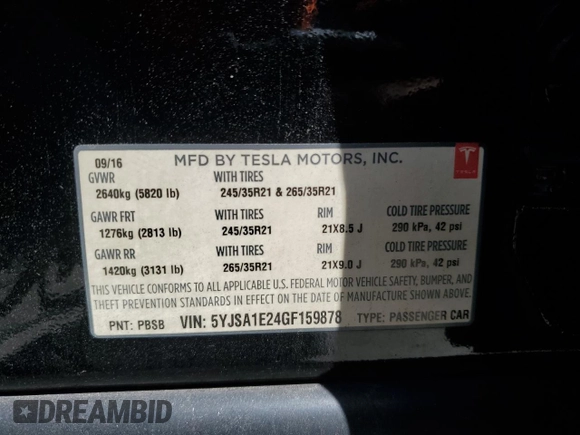 09/16 MFD BY TESLA MOTORS, INC.
TESLA
GVWR WITH TIRES
2640kg (5820 lb) 245/35R21 & 265/35R21
GAWR FRT WITH TIRES RIM COLD TIRE PRESSURE
1276kg (2813 lb) 245/35R21 21X8.5 J 290 kPa, 42 psi
GAWR RR WITH TIRES RIM COLD TIRE PRESSURE
1420kg (3131 lb) 265/35R21 21X9.0 J 290 kPa, 42 psi
THIS VEHICLE CONFORMS TO ALL APPLICABLE U.S. FEDERAL MOTOR VEHICLE SAFETY, BUMPER, AND
THEFT PREVENTION STANDARDS IN EFFECT ON THE DATE OF MANUFACTURE SHOWN ABOVE.
PNT: PBSB VIN: 5YJSA1E24GF159878 TYPE: PASSENGER CAR
DREAMBID